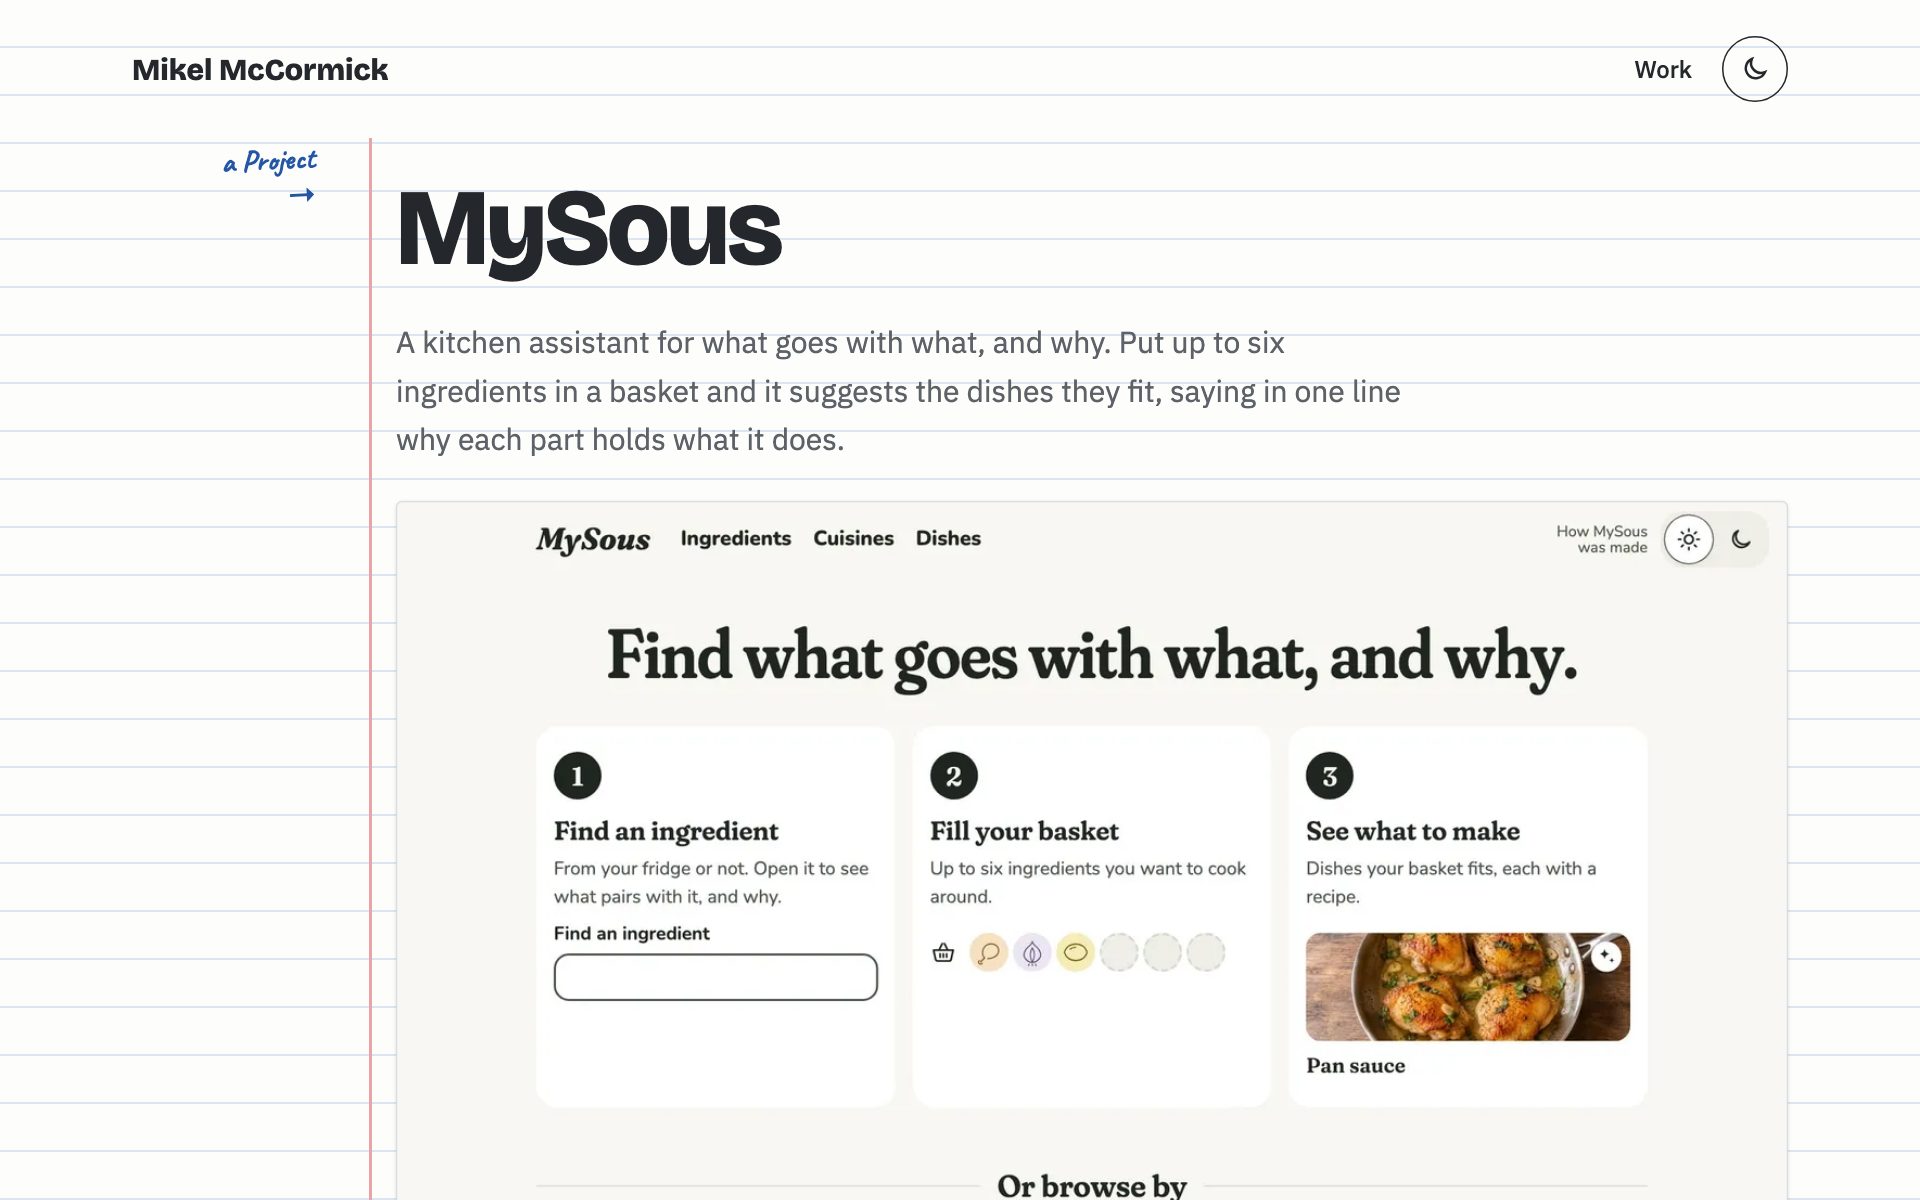 Mikel McCormick
Work
a Project
→
MySous
A kitchen assistant for what goes with what, and why. Put up to six
ingredients in a basket and it suggests the dishes they fit, saying in one line
why each part holds what it does.
MySous
Ingredients
Cuisines
Dishes
How MySous
was made
Find what goes with what, and why.
1
Find an ingredient
From your fridge or not. Open it to see
what pairs with it, and why.
Find an ingredient
2
Fill your basket
Up to six ingredients you want to cook
around.
3
See what to make
Dishes your basket fits, each with a
recipe.
Pan sauce
Or browse by